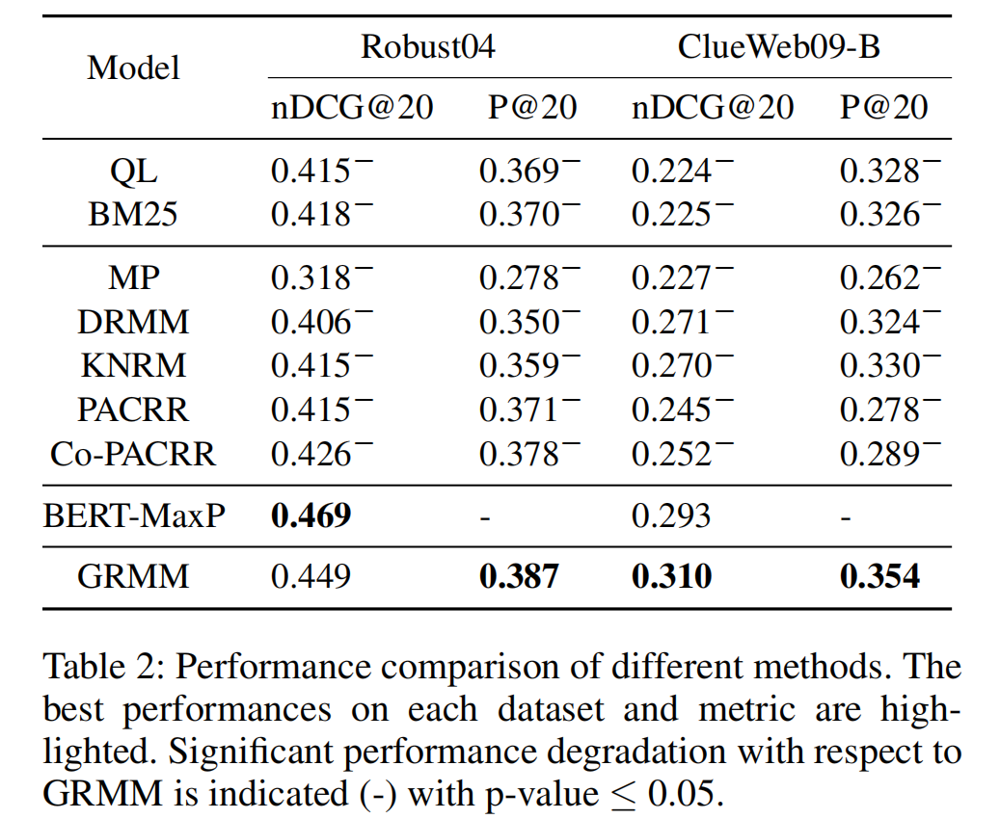 Model Robust04 ClueWeb09-B
nDCG@20 P@20 nDCG@20 P@20
QL 0.415⁻ 0.369⁻ 0.224⁻ 0.328⁻
BM25 0.418⁻ 0.370⁻ 0.225⁻ 0.326⁻
MP 0.318⁻ 0.278⁻ 0.227⁻ 0.262⁻
DRMM 0.406⁻ 0.350⁻ 0.271⁻ 0.324⁻
KNRM 0.415⁻ 0.359⁻ 0.270⁻ 0.330⁻
PACRR 0.415⁻ 0.371⁻ 0.245⁻ 0.278⁻
Co-PACRR 0.426⁻ 0.378⁻ 0.252⁻ 0.289⁻
BERT-MaxP 0.469 - 0.293 -
GRMM 0.449 0.387 0.310 0.354
Table 2: Performance comparison of different methods. The
best performances on each dataset and metric are high-
lighted. Significant performance degradation with respect to
GRMM is indicated (-) with p-value ≤ 0.05.